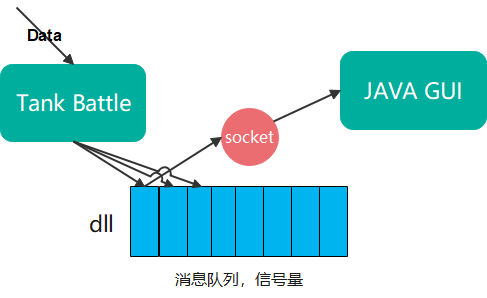 Data
Tank Battle
JAVA GUI
socket
dll
消息队列，信号量